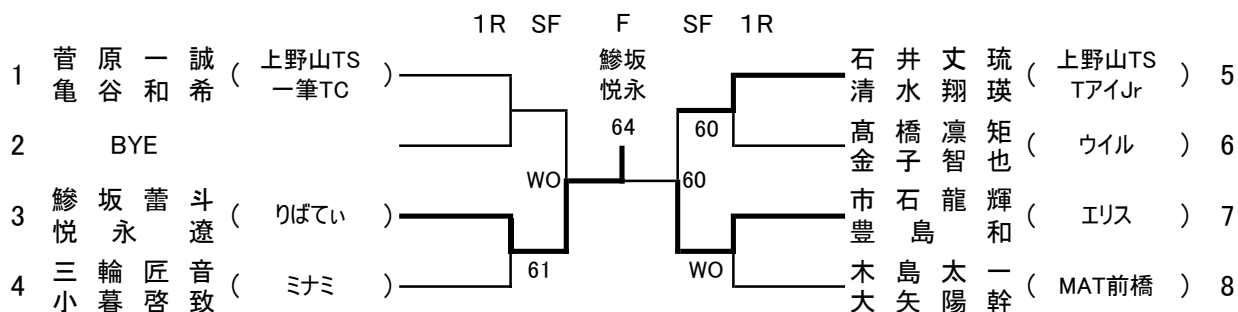 1R SF F SF 1R
鰺坂
悦永
1 菅原一誠 ( 上野山TS )
亀谷和希 一筆TC
2 BYE
3 鰺坂蕾斗 ( りばてぃ )
悦永遼
4 三輪匠音 ( ミナミ )
小暮啓致
WO
61
64
60
60
WO
石井丈琉 ( 上野山TS ) 5
清水翔瑛 TアイJr
髙橋凛矩 ( ウイル ) 6
金子智也
市石龍輝 ( エリス ) 7
豊島和
木島太一 ( MAT前橋 ) 8
大矢陽幹